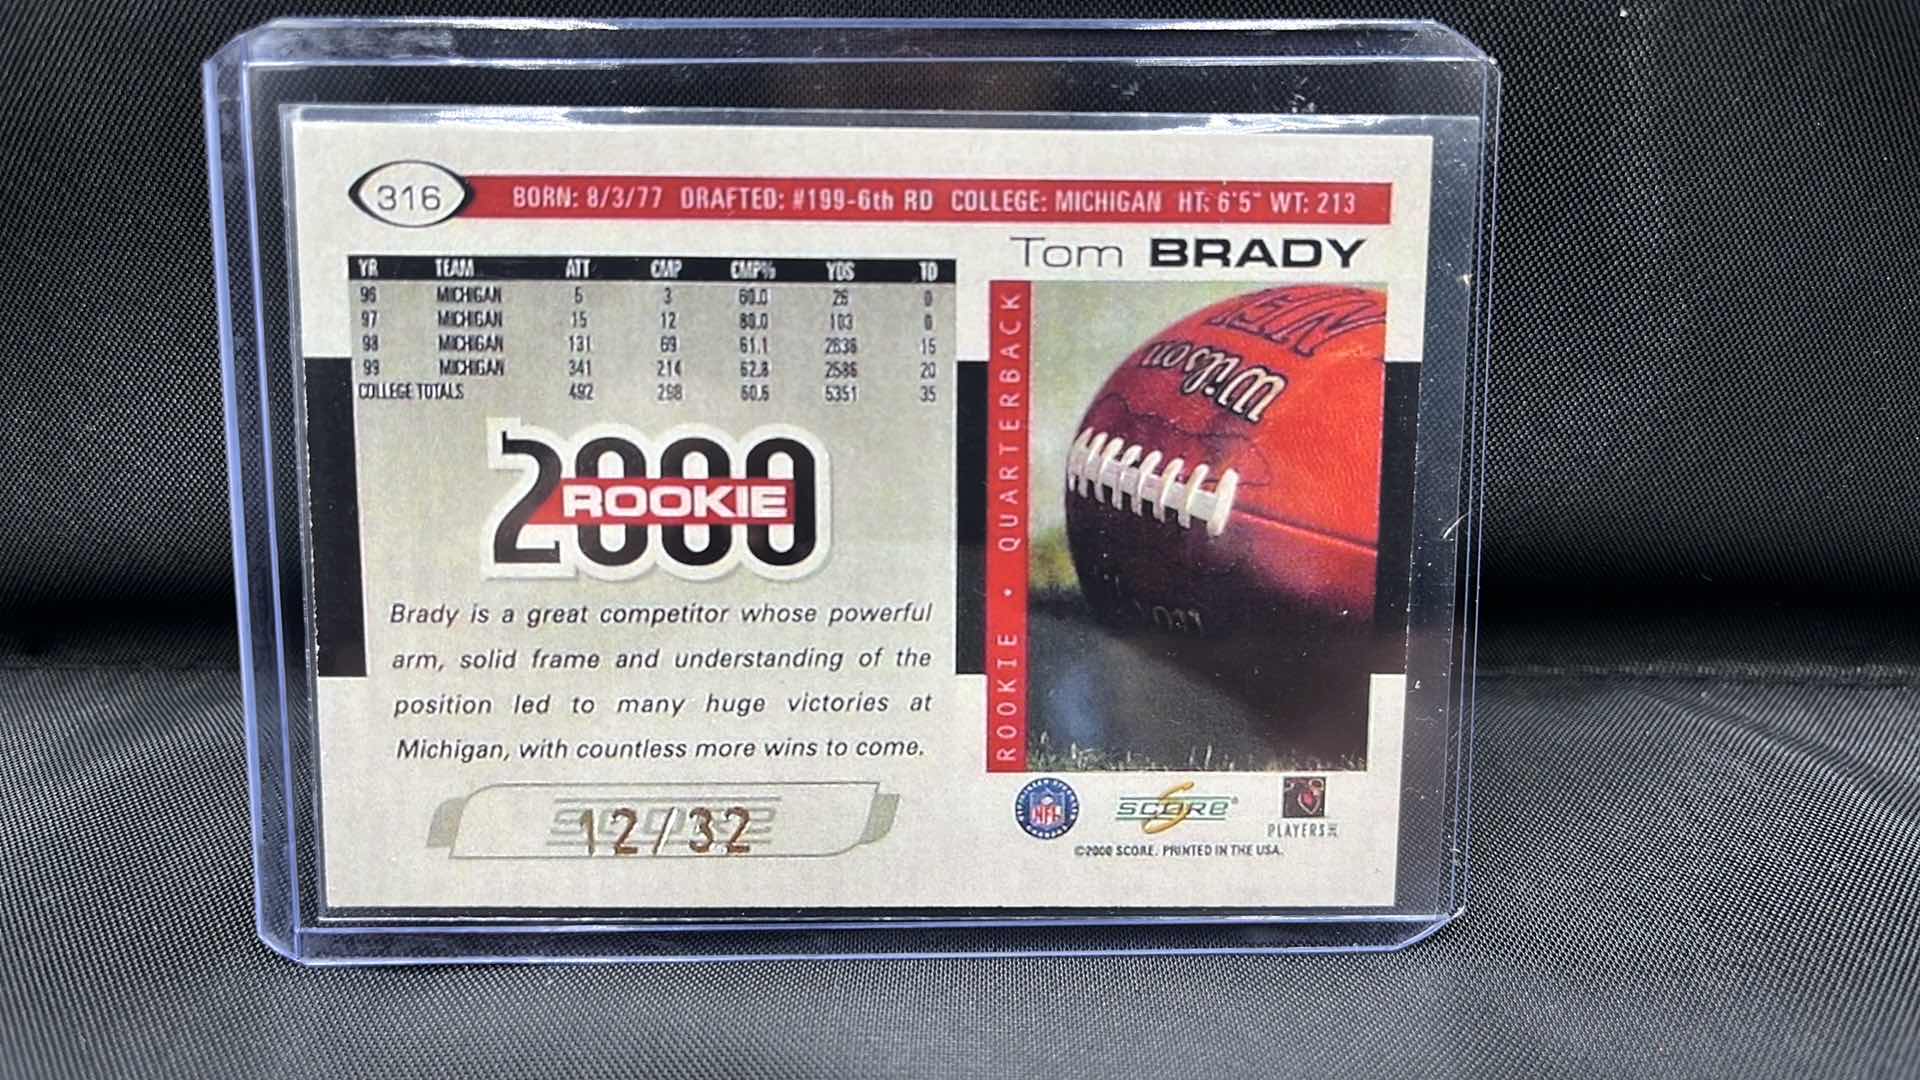 316
BORN: 8/3/77 DRAFTED: #199-6th RD COLLEGE: MICHIGAN HT: 6'5" WT: 213
Tom BRADY
YR TEAM ATT CMP CMP% YDS TD
96 MICHIGAN 5 3 60.0 26 0
97 MICHIGAN 15 12 80.0 103 0
98 MICHIGAN 131 69 61.1 2636 15
99 MICHIGAN 341 214 62.8 2586 20
COLLEGE TOTALS 492 298 60.6 5351 35
2000
ROOKIE
Brady is a great competitor whose powerful
arm, solid frame and understanding of the
position led to many huge victories at
Michigan, with countless more wins to come.
SCORE
12/32
ROOKIE • QUARTERBACK
Wilson
NFL
SCORE®
PLAYERS INC
©2000 SCORE. PRINTED IN THE USA.